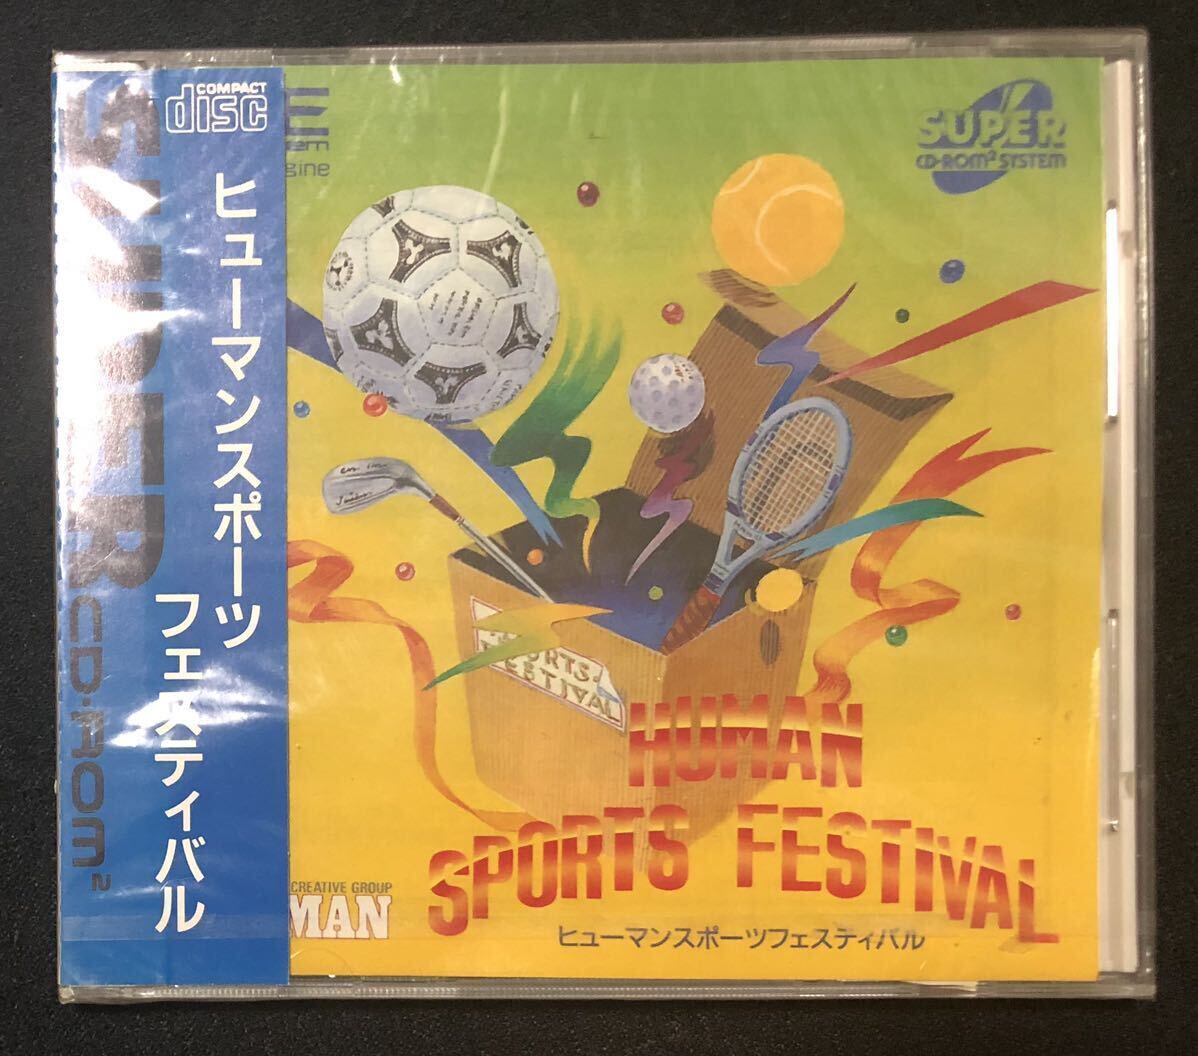 COMPACT
disc
SUPER CD-ROM2
ヒューマンスポーツ
フェスティバル
gine
SUPER
CD-ROM2 SYSTEM
SPORTS
FESTIVAL
HUMAN
SPORTS FESTIVAL
ヒューマンスポーツフェスティバル
CREATIVE GROUP
MAN